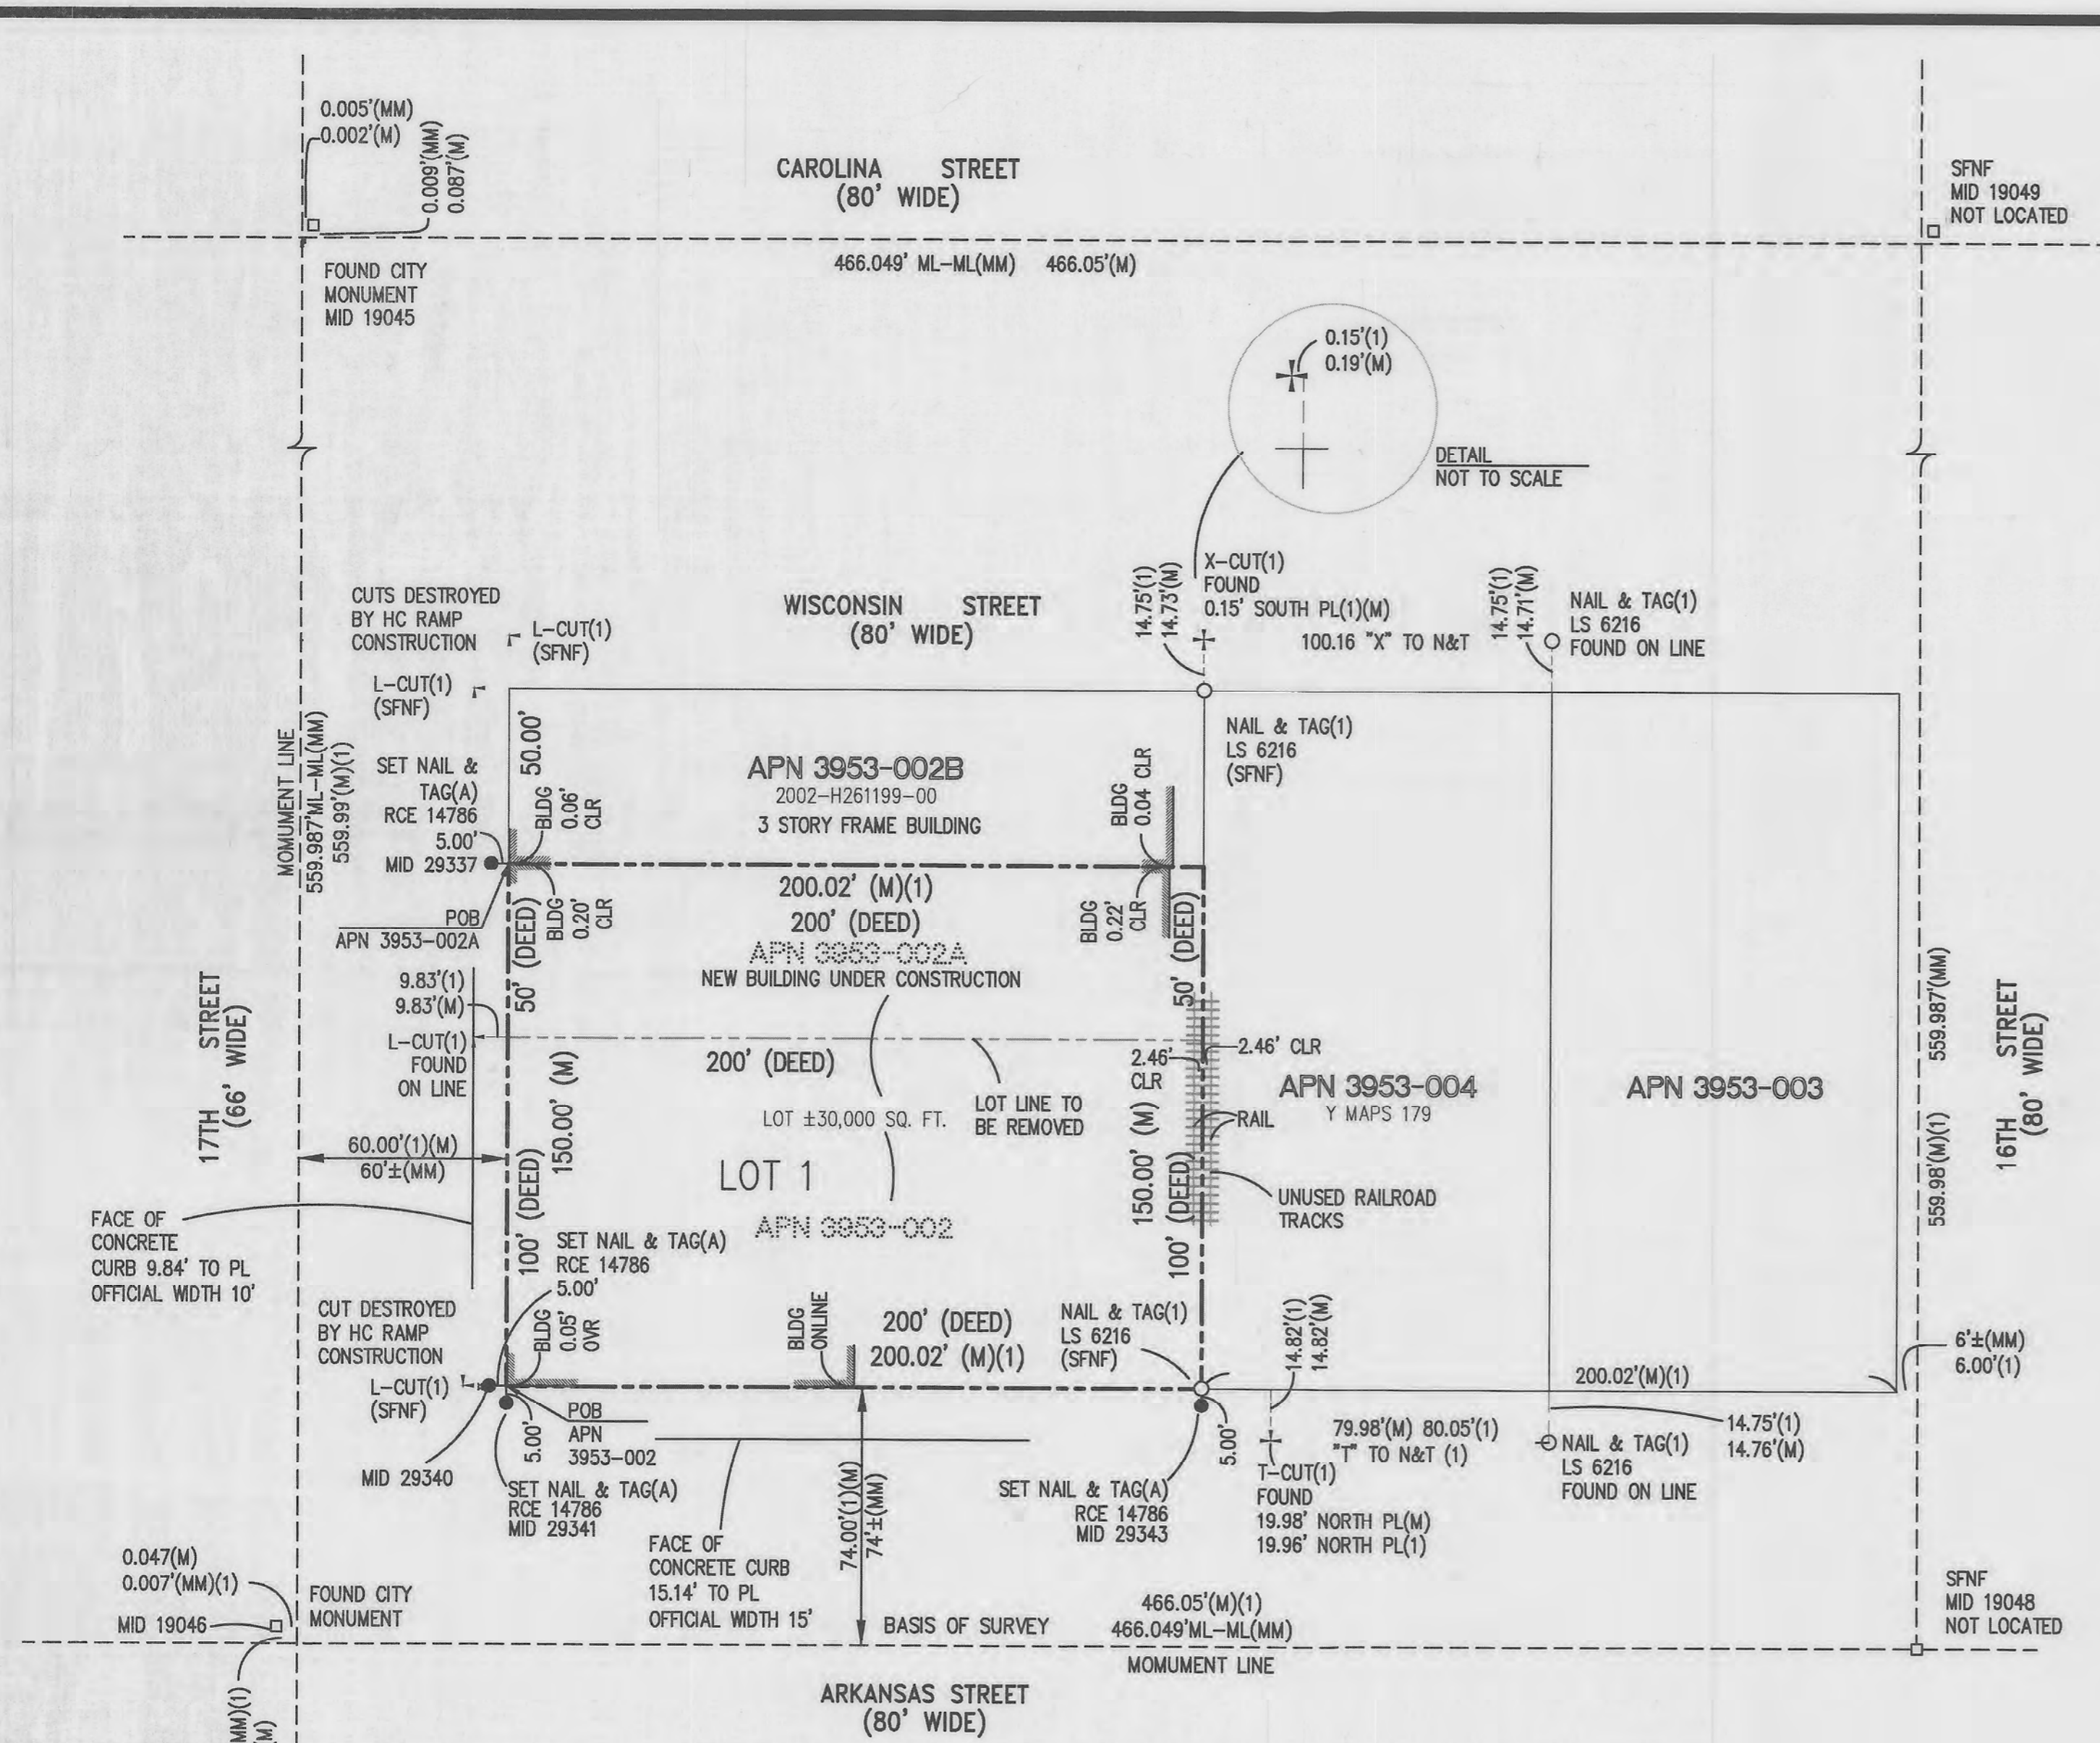 0.005'(MM)
0.002'(M)
0.009'(MM)
0.087'(M)
CAROLINA STREET
(80' WIDE)
SFNF
MID 19049
NOT LOCATED
466.049' ML-ML(MM) 466.05'(M)
FOUND CITY
MONUMENT
MID 19045
0.15'(1)
0.19'(M)
DETAIL
NOT TO SCALE
CUTS DESTROYED
BY HC RAMP
CONSTRUCTION
L-CUT(1)
(SFNF)
L-CUT(1)
(SFNF)
WISCONSIN STREET
(80' WIDE)
14.75'(1)
14.73'(M)
X-CUT(1)
FOUND
0.15' SOUTH PL(1)(M)
100.16 "X" TO N&T
14.75'(1)
14.71'(M)
NAIL & TAG(1)
LS 6216
FOUND ON LINE
MOMUMENT LINE
559.987'ML-ML(MM)
559.99'(M)(1)
SET NAIL &
TAG(A)
RCE 14786
5.00'
MID 29337
50.00'
BLDG
0.06'
CLR
APN 3953-002B
2002-H261199-00
3 STORY FRAME BUILDING
BLDG
0.04 CLR
NAIL & TAG(1)
LS 6216
(SFNF)
POB
APN 3953-002A
50' (DEED)
BLDG
0.20'
CLR
200.02' (M)(1)
200' (DEED)
APN 3953-002A
NEW BUILDING UNDER CONSTRUCTION
BLDG
0.22'
CLR
50' (DEED)
17TH STREET
(66' WIDE)
9.83'(1)
9.83'(M)
L-CUT(1)
FOUND
ON LINE
150.00' (M)
200' (DEED)
LOT LINE TO
BE REMOVED
2.46'
CLR
2.46' CLR
RAIL
APN 3953-004
Y MAPS 179
APN 3953-003
559.987'(MM)
559.98'(M)(1)
16TH STREET
(80' WIDE)
LOT ±30,000 SQ. FT.
LOT 1
APN 3953-002
150.00' (M)
100' (DEED)
UNUSED RAILROAD
TRACKS
60.00'(1)(M)
60'±(MM)
FACE OF
CONCRETE
CURB 9.84' TO PL
OFFICIAL WIDTH 10'
100' (DEED)
SET NAIL & TAG(A)
RCE 14786
5.00'
CUT DESTROYED
BY HC RAMP
CONSTRUCTION
L-CUT(1)
(SFNF)
BLDG
0.05'
OVR
BLDG
ONLINE
200' (DEED)
200.02' (M)(1)
NAIL & TAG(1)
LS 6216
(SFNF)
14.82'(1)
14.82'(M)
200.02'(M)(1)
6'±(MM)
6.00'(1)
MID 29340
5.00'
POB
APN
3953-002
SET NAIL & TAG(A)
RCE 14786
MID 29341
FACE OF
CONCRETE CURB
15.14' TO PL
OFFICIAL WIDTH 15'
74.00'(1)(M)
74'±(MM)
SET NAIL & TAG(A)
RCE 14786
MID 29343
5.00'
T-CUT(1)
FOUND
19.98' NORTH PL(M)
19.96' NORTH PL(1)
79.98'(M) 80.05'(1)
"T" TO N&T (1)
NAIL & TAG(1)
LS 6216
FOUND ON LINE
14.75'(1)
14.76'(M)
0.047(M)
0.007'(MM)(1)
MID 19046
FOUND CITY
MONUMENT
BASIS OF SURVEY
466.05'(M)(1)
466.049'ML-ML(MM)
MOMUMENT LINE
SFNF
MID 19048
NOT LOCATED
ARKANSAS STREET
(80' WIDE)
MM)(1)
(M)